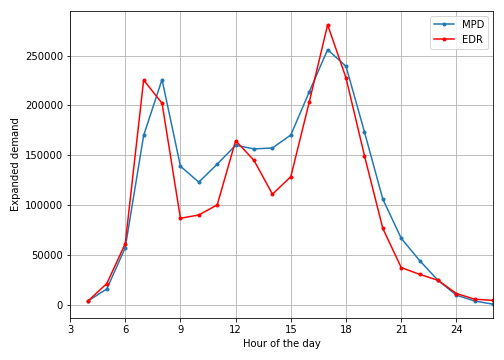 MPD
EDR
250000
200000
150000
100000
50000
0
Expanded demand
3 6 9 12 15 18 21 24
Hour of the day